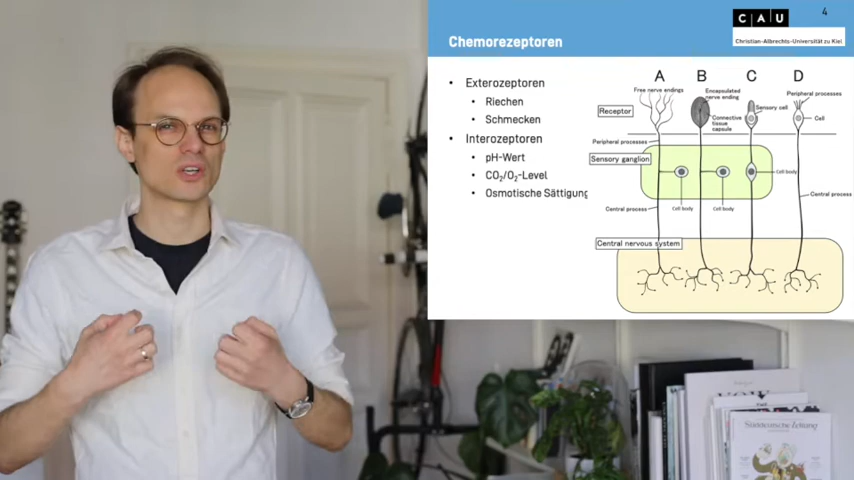 4
CAU
Christian-Albrechts-Universität zu Kiel
Chemorezeptoren
• Exterozeptoren
• Riechen
• Schmecken
• Interozeptoren
• pH-Wert
• CO₂/O₂-Level
• Osmotische Sättigung
A B C D
Free nerve endings
Encapsulated
nerve ending
Peripheral processes
Receptor
Sensory cell
Connective
tissue
capsule
Cell
Peripheral processes
Sensory ganglion
Cell body
Central process
Cell body
Cell body
Central process
Central nervous system
Süddeutsche Zeitung